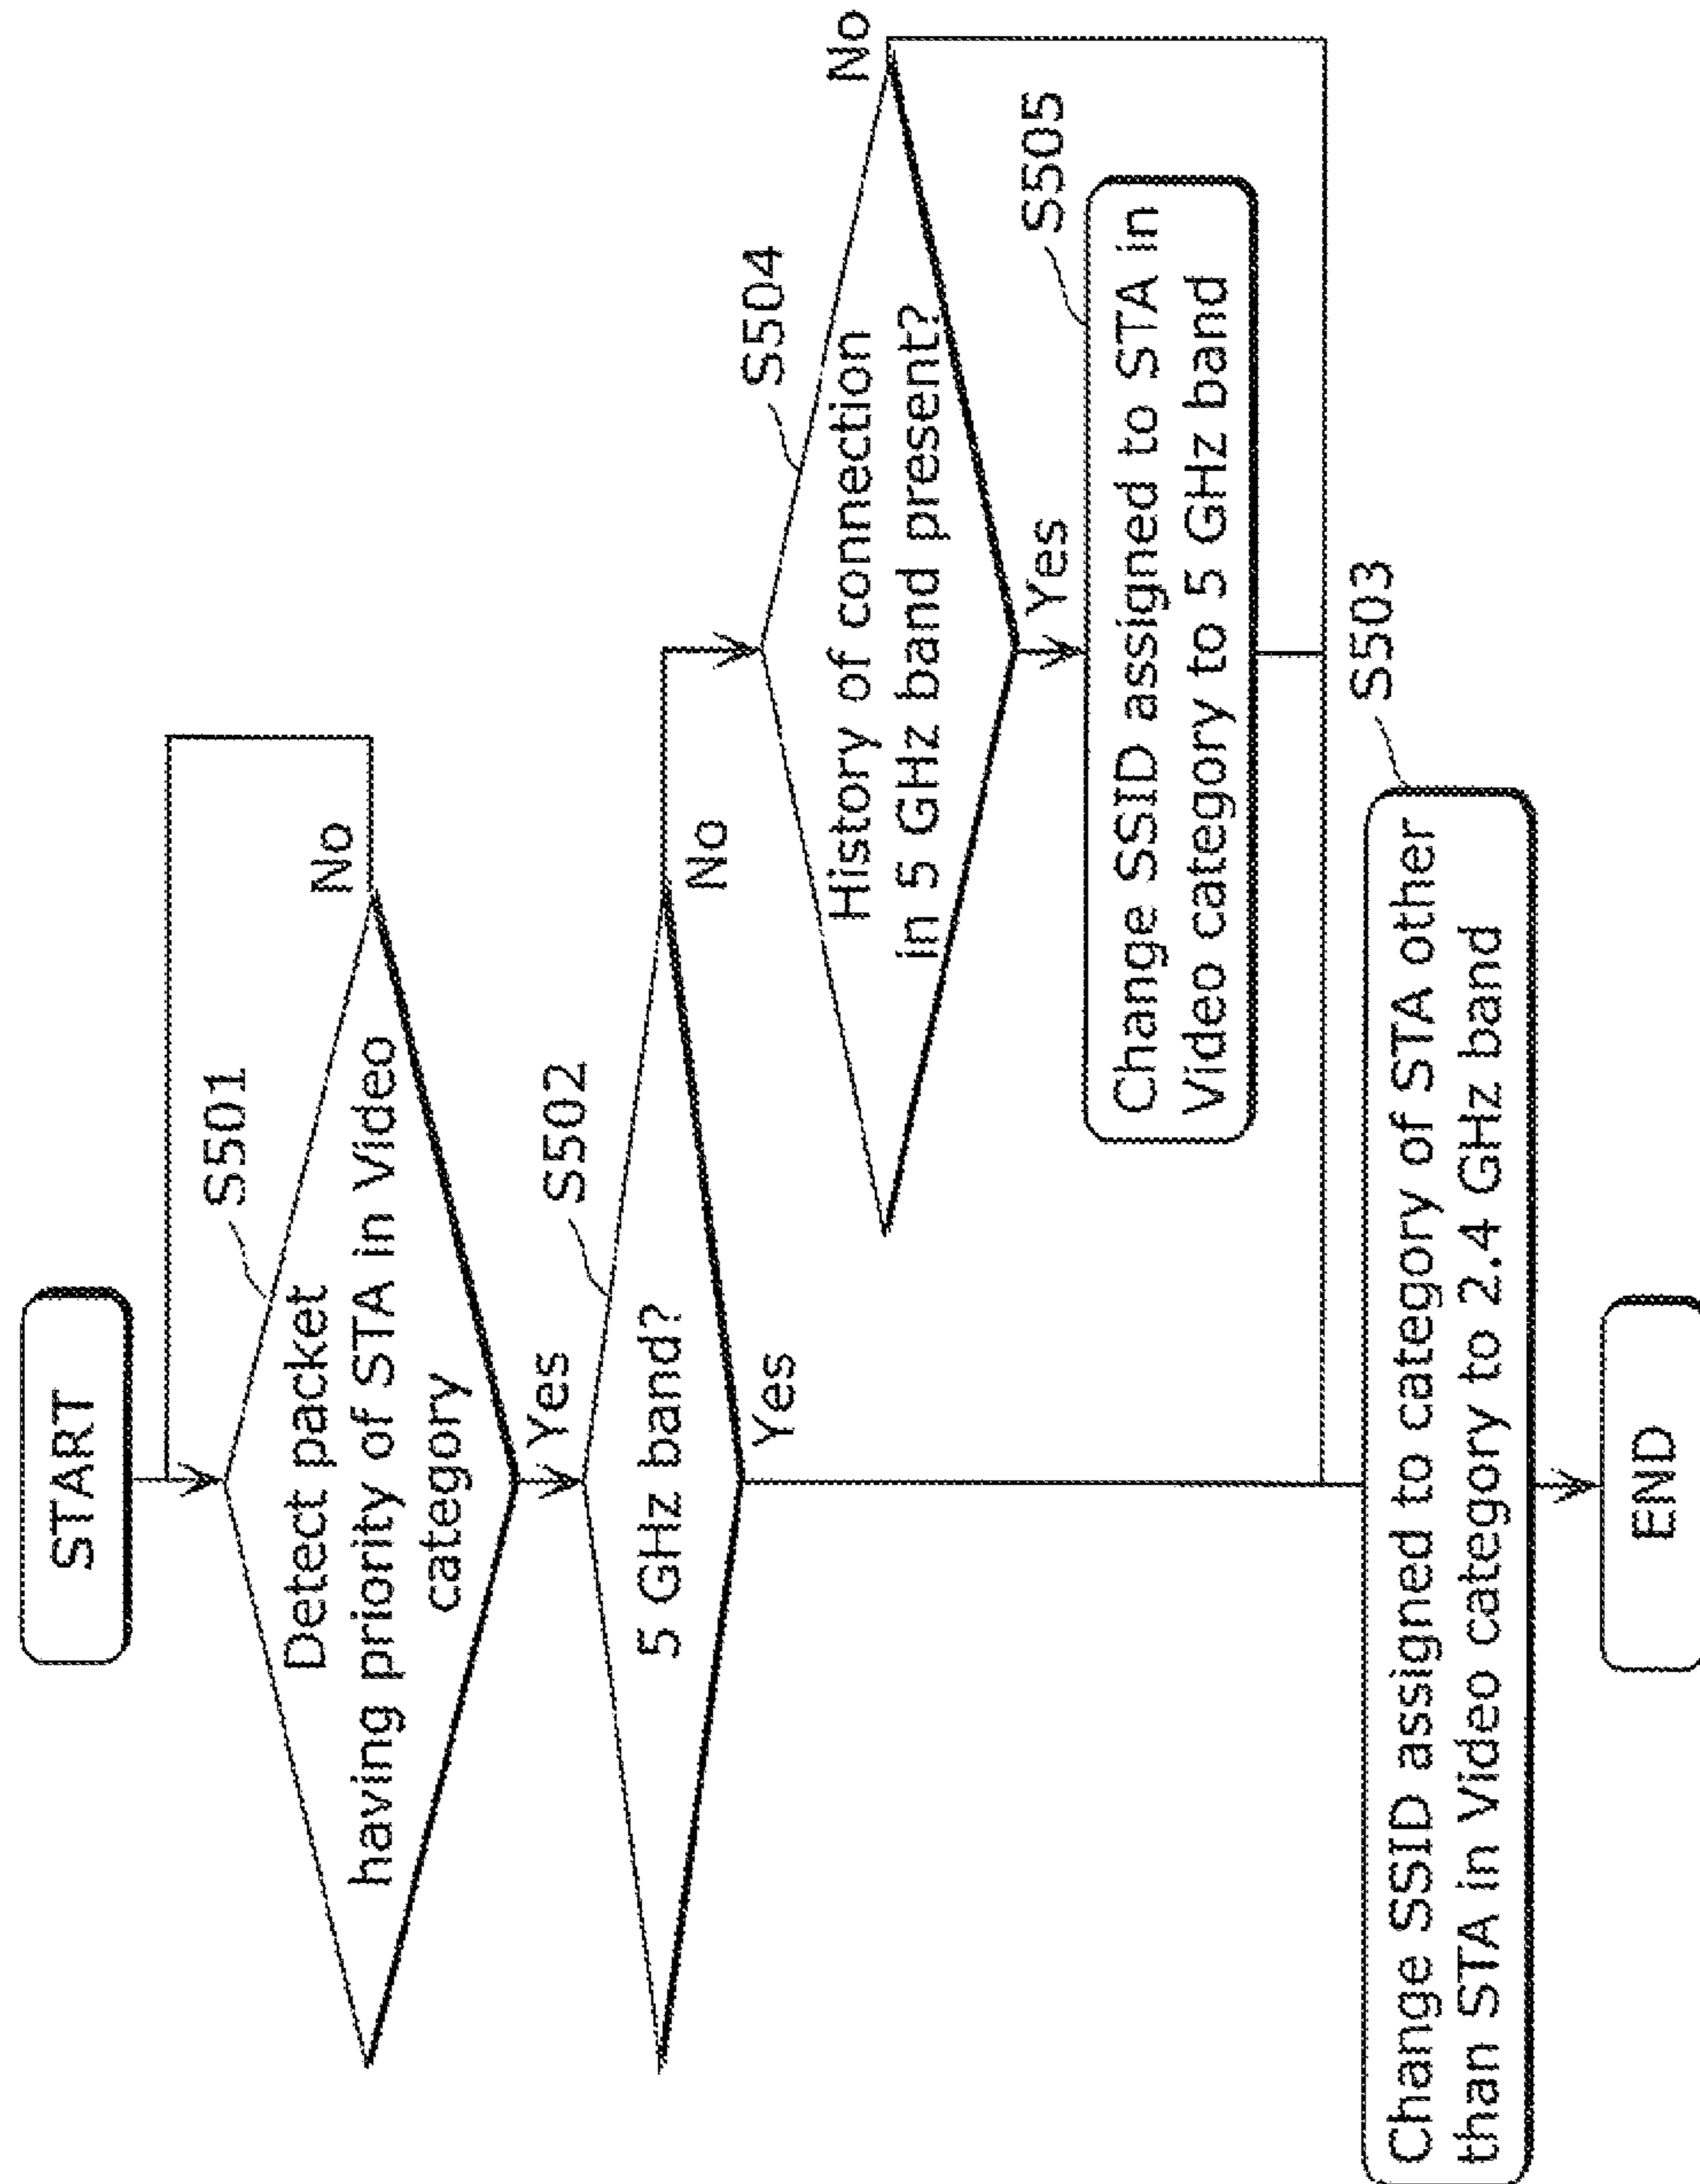 START
S501
Detect packet
having priority of STA in Video
category
No
Yes
S502
5 GHz band?
No
Yes
S504
History of connection
in 5 GHz band present?
No
Yes
S505
Change SSID assigned to STA in
Video category to 5 GHz band
S503
Change SSID assigned to category of STA other
than STA in Video category to 2.4 GHz band
END